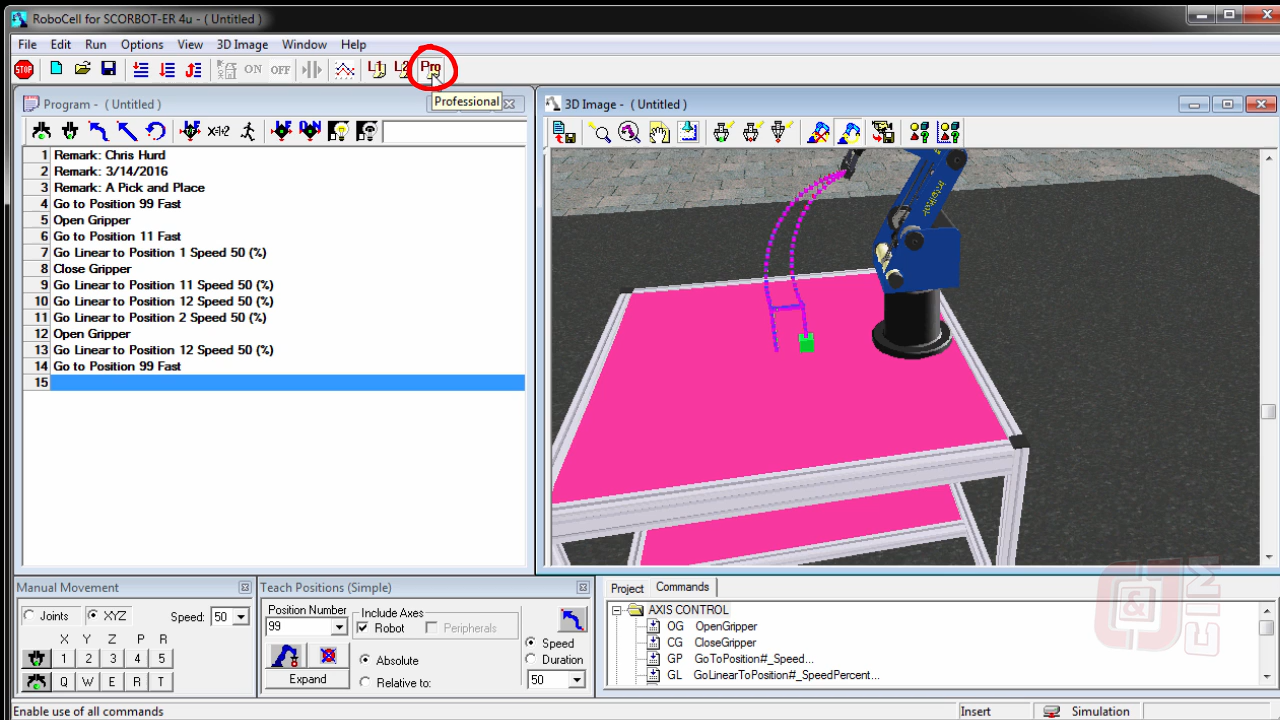 RoboCell for SCORBOT-ER 4u - ( Untitled )
File Edit Run Options View 3D Image Window Help
STOP ON OFF L1 L2 Pro
Professional
Program - ( Untitled )
3D Image - ( Untitled )
1 Remark: Chris Hurd
2 Remark: 3/14/2016
3 Remark: A Pick and Place
4 Go to Position 99 Fast
5 Open Gripper
6 Go to Position 11 Fast
7 Go Linear to Position 1 Speed 50 (%)
8 Close Gripper
9 Go Linear to Position 11 Speed 50 (%)
10 Go Linear to Position 12 Speed 50 (%)
11 Go Linear to Position 2 Speed 50 (%)
12 Open Gripper
13 Go Linear to Position 12 Speed 50 (%)
14 Go to Position 99 Fast
15
intelitek
Manual Movement
Joints XYZ Speed: 50
X Y Z P R
1 2 3 4 5
Q W E R T
Teach Positions (Simple)
Position Number
99
Include Axes
Robot Peripherals
Absolute
Relative to:
Expand
Speed
Duration
50
Project Commands
AXIS CONTROL
OG OpenGripper
CG CloseGripper
GP GoToPosition#_Speed...
GL GoLinearToPosition#_SpeedPercent...
J&J CIM
Enable use of all commands
Insert
Simulation